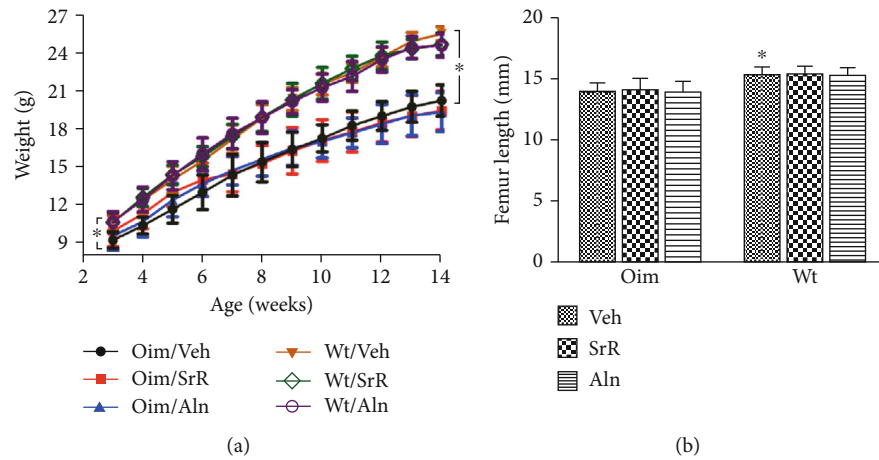 27
24
21
18
15
12
9
Weight (g)
*
*
2 4 6 8 10 12 14
Age (weeks)
Oim/Veh
Oim/SrR
Oim/Aln
Wt/Veh
Wt/SrR
Wt/Aln
(a)
20
15
10
5
0
Femur length (mm)
*
Oim Wt
Veh
SrR
Aln
(b)